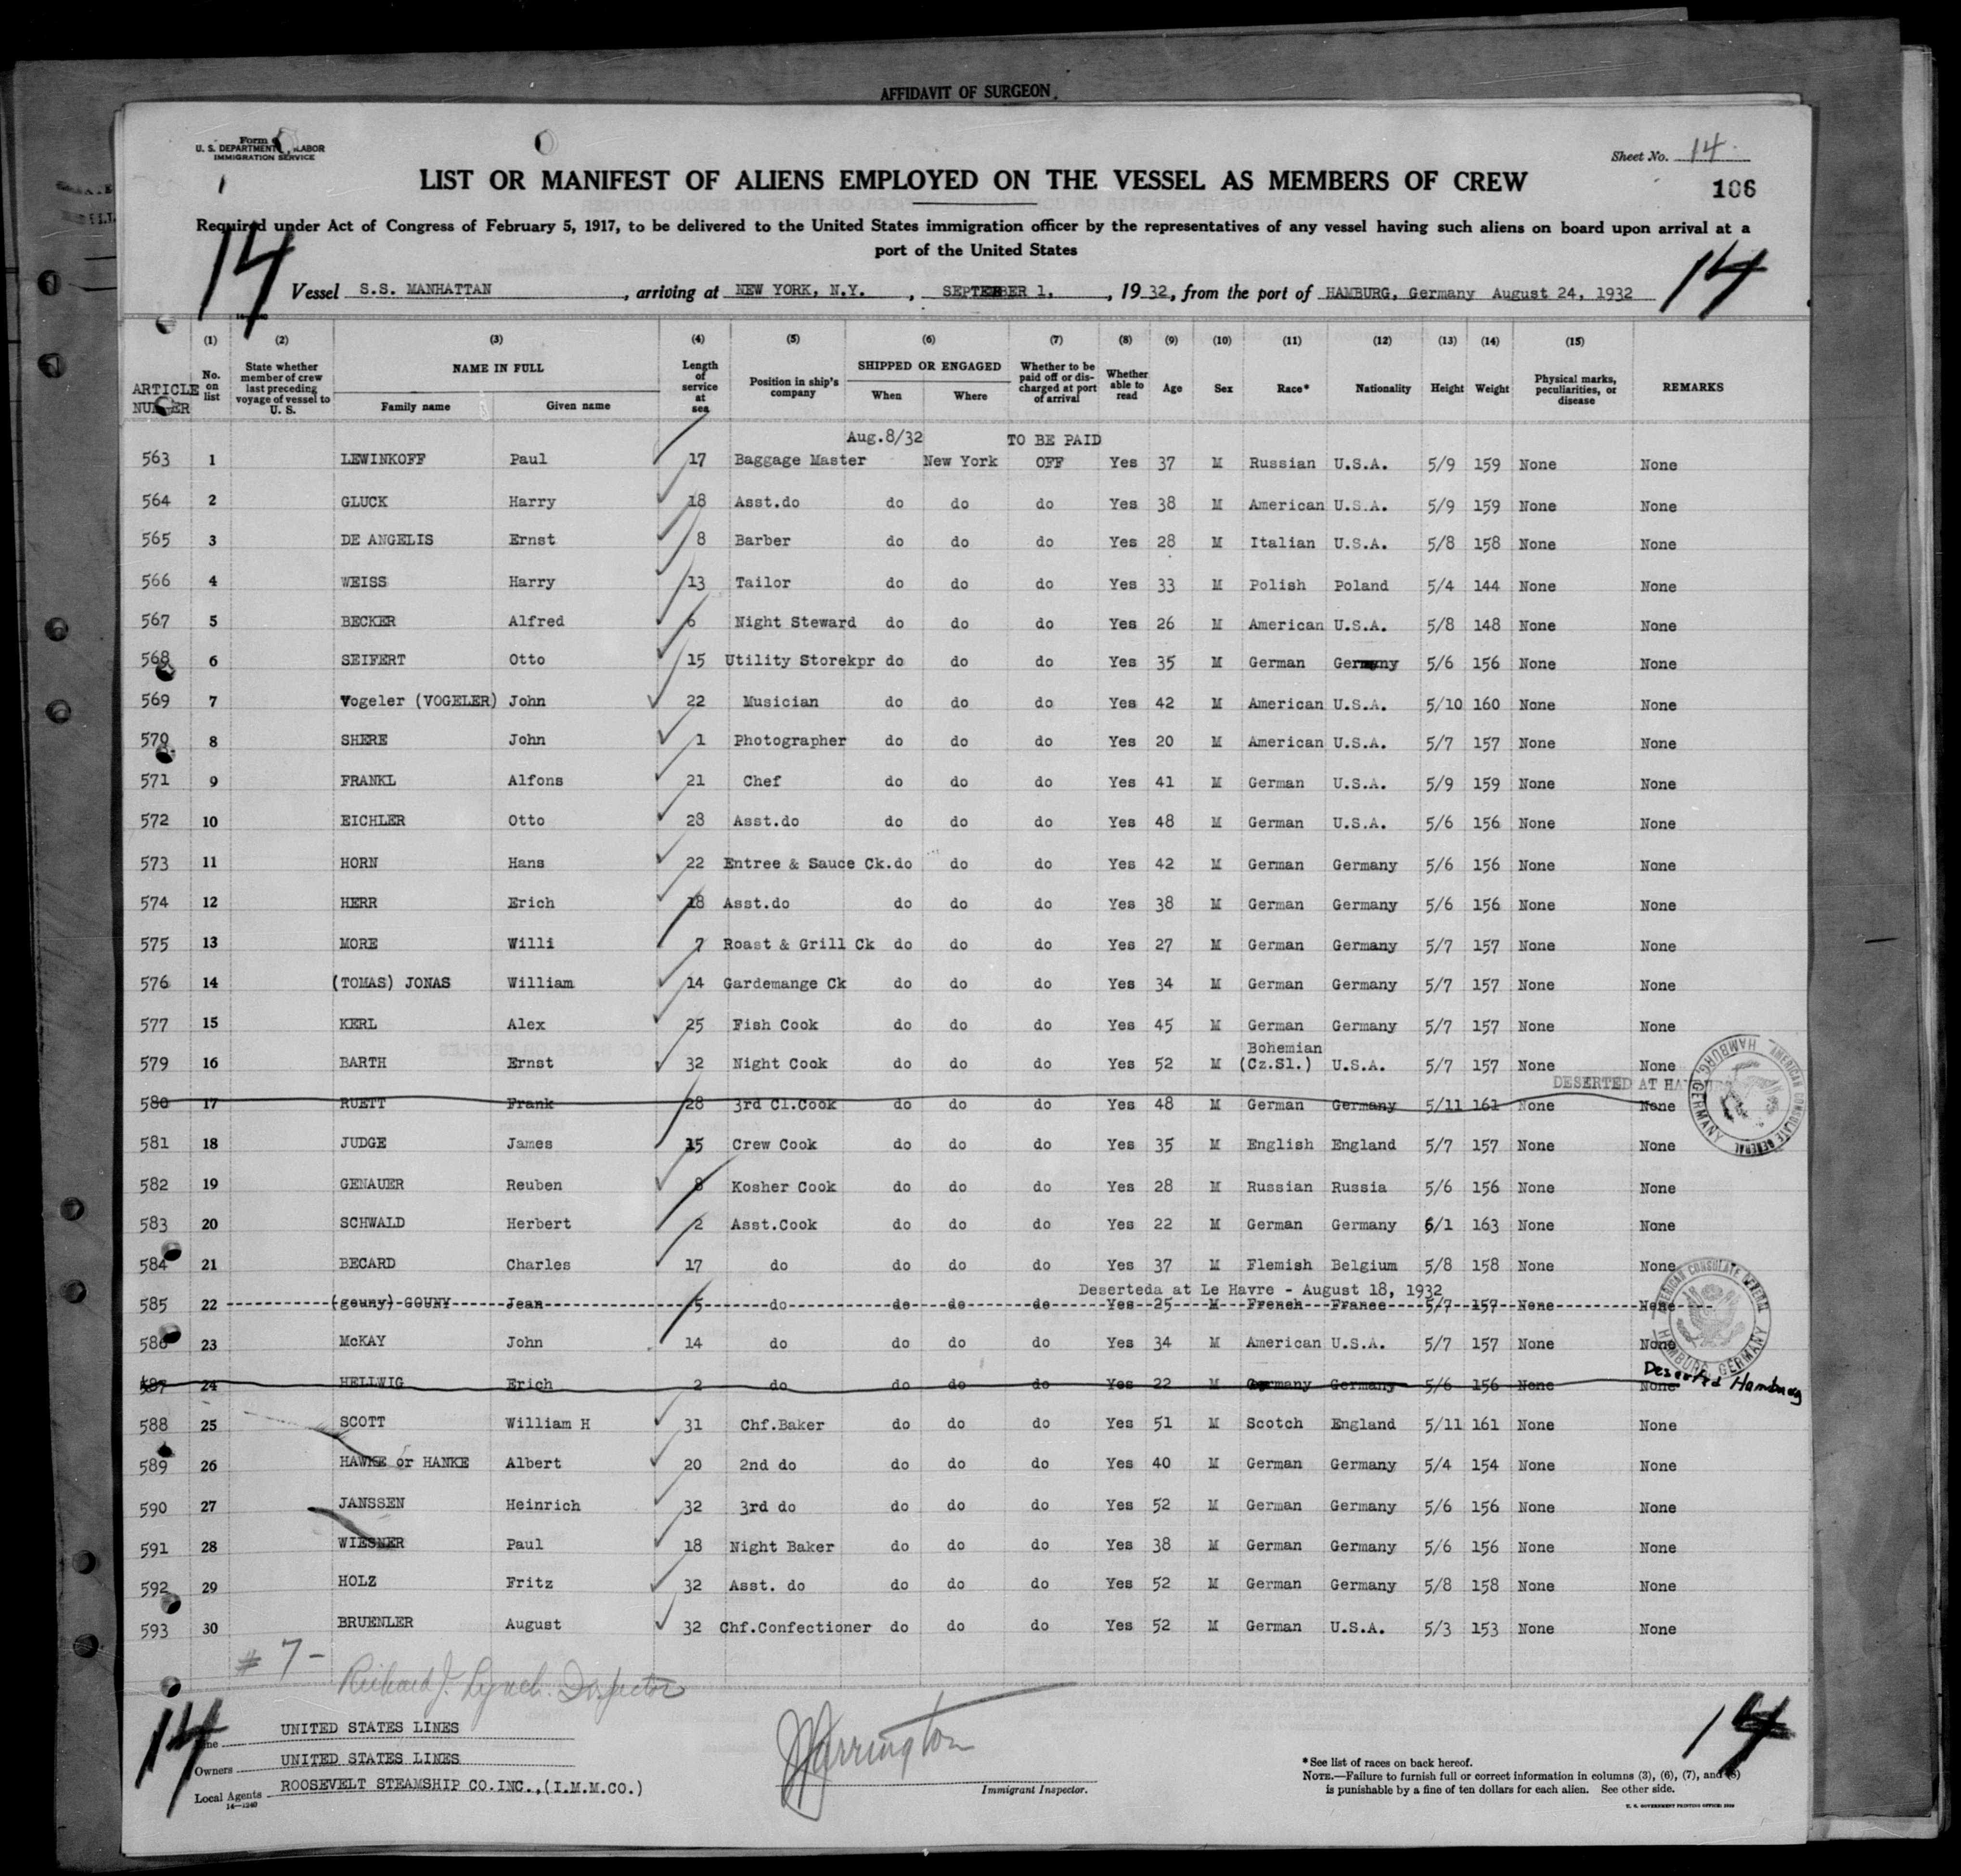 AFFIDAVIT OF SURGEON
Form
U. S. DEPARTMENT LABOR
IMMIGRATION SERVICE
Sheet No. 14
106
LIST OR MANIFEST OF ALIENS EMPLOYED ON THE VESSEL AS MEMBERS OF CREW
Required under Act of Congress of February 5, 1917, to be delivered to the United States immigration officer by the representatives of any vessel having such aliens on board upon arrival at a
port of the United States
14 14
Vessel S.S. MANHATTAN, arriving at NEW YORK, N.Y., SEPTEMBER 1., 1932, from the port of HAMBURG, Germany August 24, 1932
(1) (2) (3) (4) (5) (6) (7) (8) (9) (10) (11) (12) (13) (14) (15)
ARTICLE NUMBER No. on list State whether member of crew last preceding voyage of vessel to U. S. NAME IN FULL Family name Given name Length of service at sea Position in ship's company SHIPPED OR ENGAGED When Where Whether to be paid off or discharged at port of arrival Whether able to read Age Sex Race* Nationality Height Weight Physical marks, peculiarities, or disease REMARKS
Aug.8/32 TO BE PAID
563 1 LEWINKOFF Paul 17 Baggage Master New York OFF Yes 37 M Russian U.S.A. 5/9 159 None None
564 2 GLUCK Harry 18 Asst.do do do do Yes 38 M American U.S.A. 5/9 159 None None
565 3 DE ANGELIS Ernst 8 Barber do do do Yes 28 M Italian U.S.A. 5/8 158 None None
566 4 WEISS Harry 13 Tailor do do do Yes 33 M Polish Poland 5/4 144 None None
567 5 BECKER Alfred 6 Night Steward do do do Yes 26 M American U.S.A. 5/8 148 None None
568 6 SEIFERT Otto 15 Utility Storekpr do do do Yes 35 M German Germany 5/6 156 None None
569 7 Vogeler (VOGELER) John 22 Musician do do do Yes 42 M American U.S.A. 5/10 160 None None
570 8 SHERE John 1 Photographer do do do Yes 20 M American U.S.A. 5/7 157 None None
571 9 FRANKL Alfons 21 Chef do do do Yes 41 M German U.S.A. 5/9 159 None None
572 10 EICHLER Otto 28 Asst.do do do do Yes 48 M German U.S.A. 5/6 156 None None
573 11 HORN Hans 22 Entree & Sauce Ck.do do do Yes 42 M German Germany 5/6 156 None None
574 12 HERR Erich 18 Asst.do do do do Yes 38 M German Germany 5/6 156 None None
575 13 MORE Willi 7 Roast & Grill Ck do do do Yes 27 M German Germany 5/7 157 None None
576 14 (TOMAS) JONAS William 14 Gardemange Ck do do do Yes 34 M German Germany 5/7 157 None None
577 15 KERL Alex 25 Fish Cook do do do Yes 45 M German Germany 5/7 157 None None
579 16 BARTH Ernst 32 Night Cook do do do Yes 52 M Bohemian (Cz.Sl.) U.S.A. 5/7 157 None None
DESERTED AT HA
580 17 RUETT Frank 28 3rd Cl.Cook do do do Yes 48 M German Germany 5/11 161 None None
AMERICAN CONSULATE GENERAL HAMBURG, GERMANY
581 18 JUDGE James 15 Crew Cook do do do Yes 35 M English England 5/7 157 None None
582 19 GENAUER Reuben 8 Kosher Cook do do do Yes 28 M Russian Russia 5/6 156 None None
583 20 SCHWALD Herbert 2 Asst.Cook do do do Yes 22 M German Germany 6/1 163 None None
584 21 BECARD Charles 17 do do do do Yes 37 M Flemish Belgium 5/8 158 None None
Deserteda at Le Havre - August 18, 1932
585 22 (gouny) GOUNY Jean 5 do do do do Yes 25 M French France 5/7 157 None None
AMERICAN CONSULATE GENERAL HAMBURG, GERMANY
586 23 McKAY John 14 do do do do Yes 34 M American U.S.A. 5/7 157 None None
Deserted Hamburg
587 24 HELLWIG Erich 2 do do do do Yes 22 M Germany Germany 5/6 156 None None
588 25 SCOTT William H 31 Chf.Baker do do do Yes 51 M Scotch England 5/11 161 None None
589 26 HAWKE or HANKE Albert 20 2nd do do do do Yes 40 M German Germany 5/4 154 None None
590 27 JANSSEN Heinrich 32 3rd do do do do Yes 52 M German Germany 5/6 156 None None
591 28 WIESNER Paul 18 Night Baker do do do Yes 38 M German Germany 5/6 156 None None
592 29 HOLZ Fritz 32 Asst. do do do do Yes 52 M German Germany 5/8 158 None None
593 30 BRUENLER August 32 Chf.Confectioner do do do Yes 52 M German U.S.A. 5/3 153 None None
# 7 -
Richard J. Lynch. Inspector
14 14
Line UNITED STATES LINES
Owners UNITED STATES LINES
Local Agents ROOSEVELT STEAMSHIP CO.INC.,(I.M.M.CO.)
14-1240
Immigrant Inspector.
*See list of races on back hereof.
NOTE.—Failure to furnish full or correct information in columns (3), (6), (7), and (8)
is punishable by a fine of ten dollars for each alien. See other side.
U. S. GOVERNMENT PRINTING OFFICE: